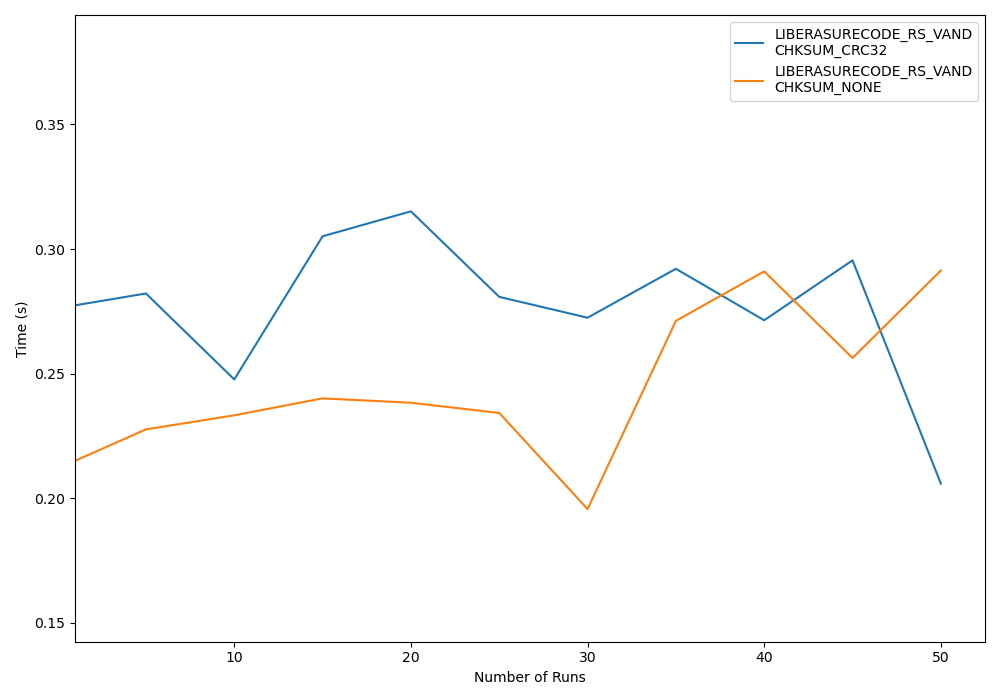 LIBERASURECODE_RS_VAND
CHKSUM_CRC32
LIBERASURECODE_RS_VAND
CHKSUM_NONE
0.35
0.30
0.25
0.20
0.15
Time (s)
10 20 30 40 50
Number of Runs